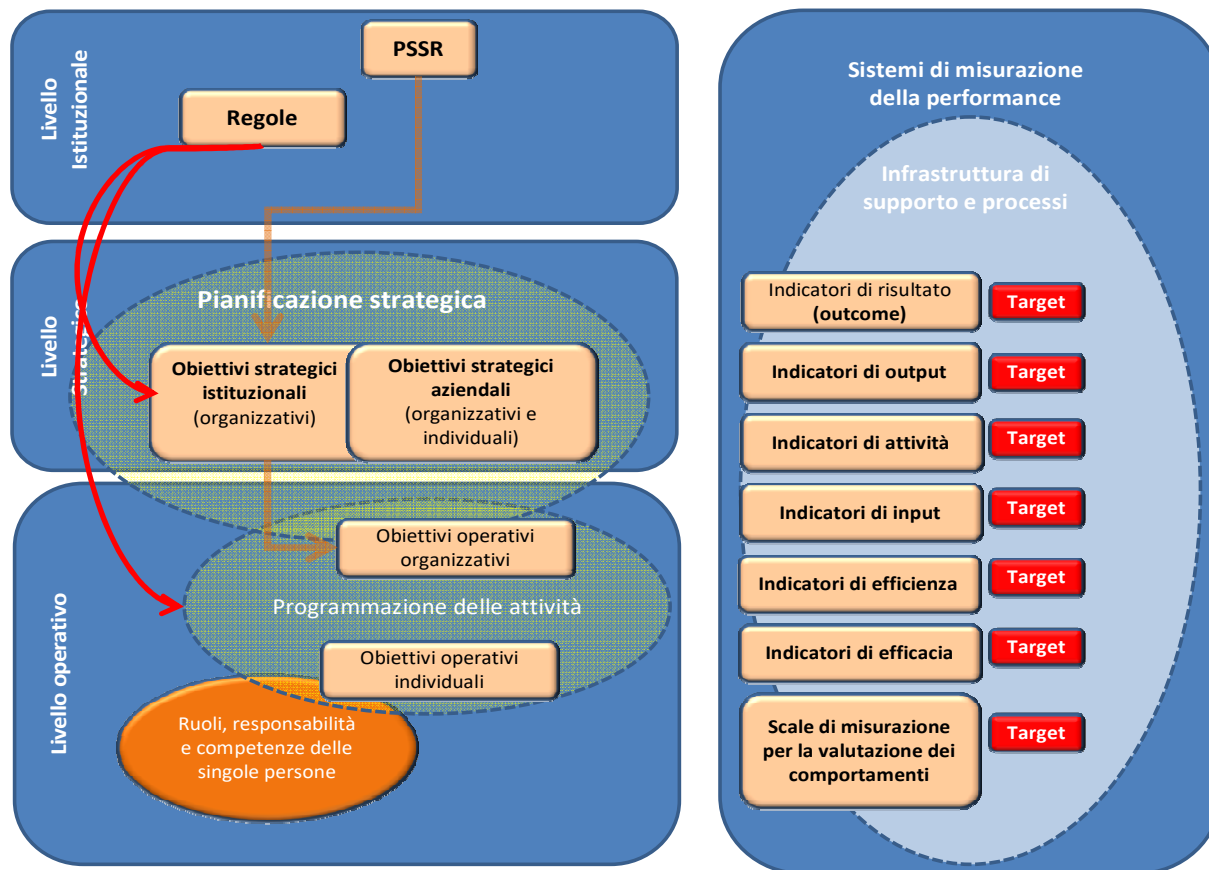 Livello
Istituzionale
PSSR
Regole
Livello
Strategico
Pianificazione strategica
Obiettivi strategici
istituzionali
(organizzativi)
Obiettivi strategici
aziendali
(organizzativi e
individuali)
Livello operativo
Obiettivi operativi
organizzativi
Programmazione delle attività
Obiettivi operativi
individuali
Ruoli, responsabilità
e competenze delle
singole persone
Sistemi di misurazione
della performance
Infrastruttura di
supporto e processi
Indicatori di risultato
(outcome)
Target
Indicatori di output
Target
Indicatori di attività
Target
Indicatori di input
Target
Indicatori di efficienza
Target
Indicatori di efficacia
Target
Scale di misurazione
per la valutazione dei
comportamenti
Target